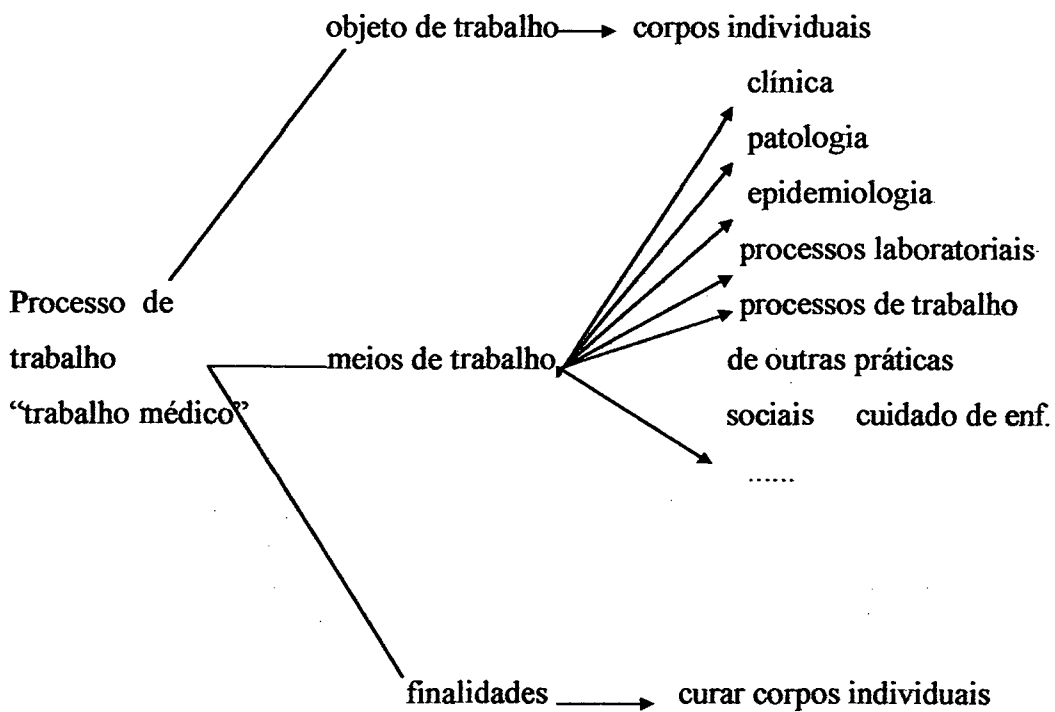 objeto de trabalho corpos individuais
clínica
patologia
epidemiologia
processos laboratoriais
Processo de
trabalho
“trabalho médico”
meios de trabalho
processos de trabalho
de outras práticas
sociais cuidado de enf.
......
finalidades curar corpos individuais